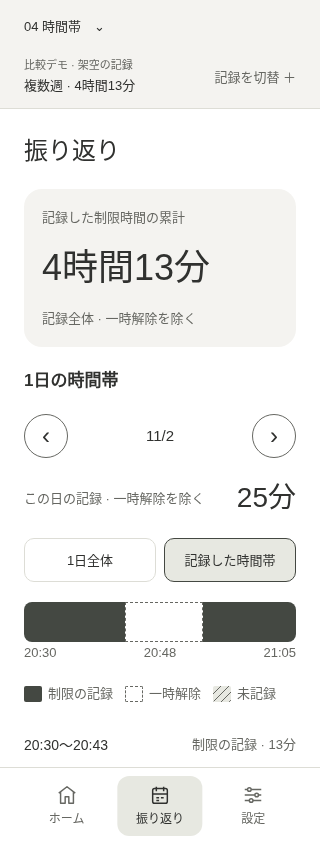 04 時間帯
比較デモ · 架空の記録
複数週 · 4時間13分
記録を切替 ＋
振り返り
記録した制限時間の累計
4時間13分
記録全体 · 一時解除を除く
1日の時間帯
‹ 11/2 ›
この日の記録 · 一時解除を除く 25分
1日全体 記録した時間帯
20:30 20:48 21:05
制限の記録 一時解除 未記録
20:30〜20:43 制限の記録 · 13分
ホーム 振り返り 設定